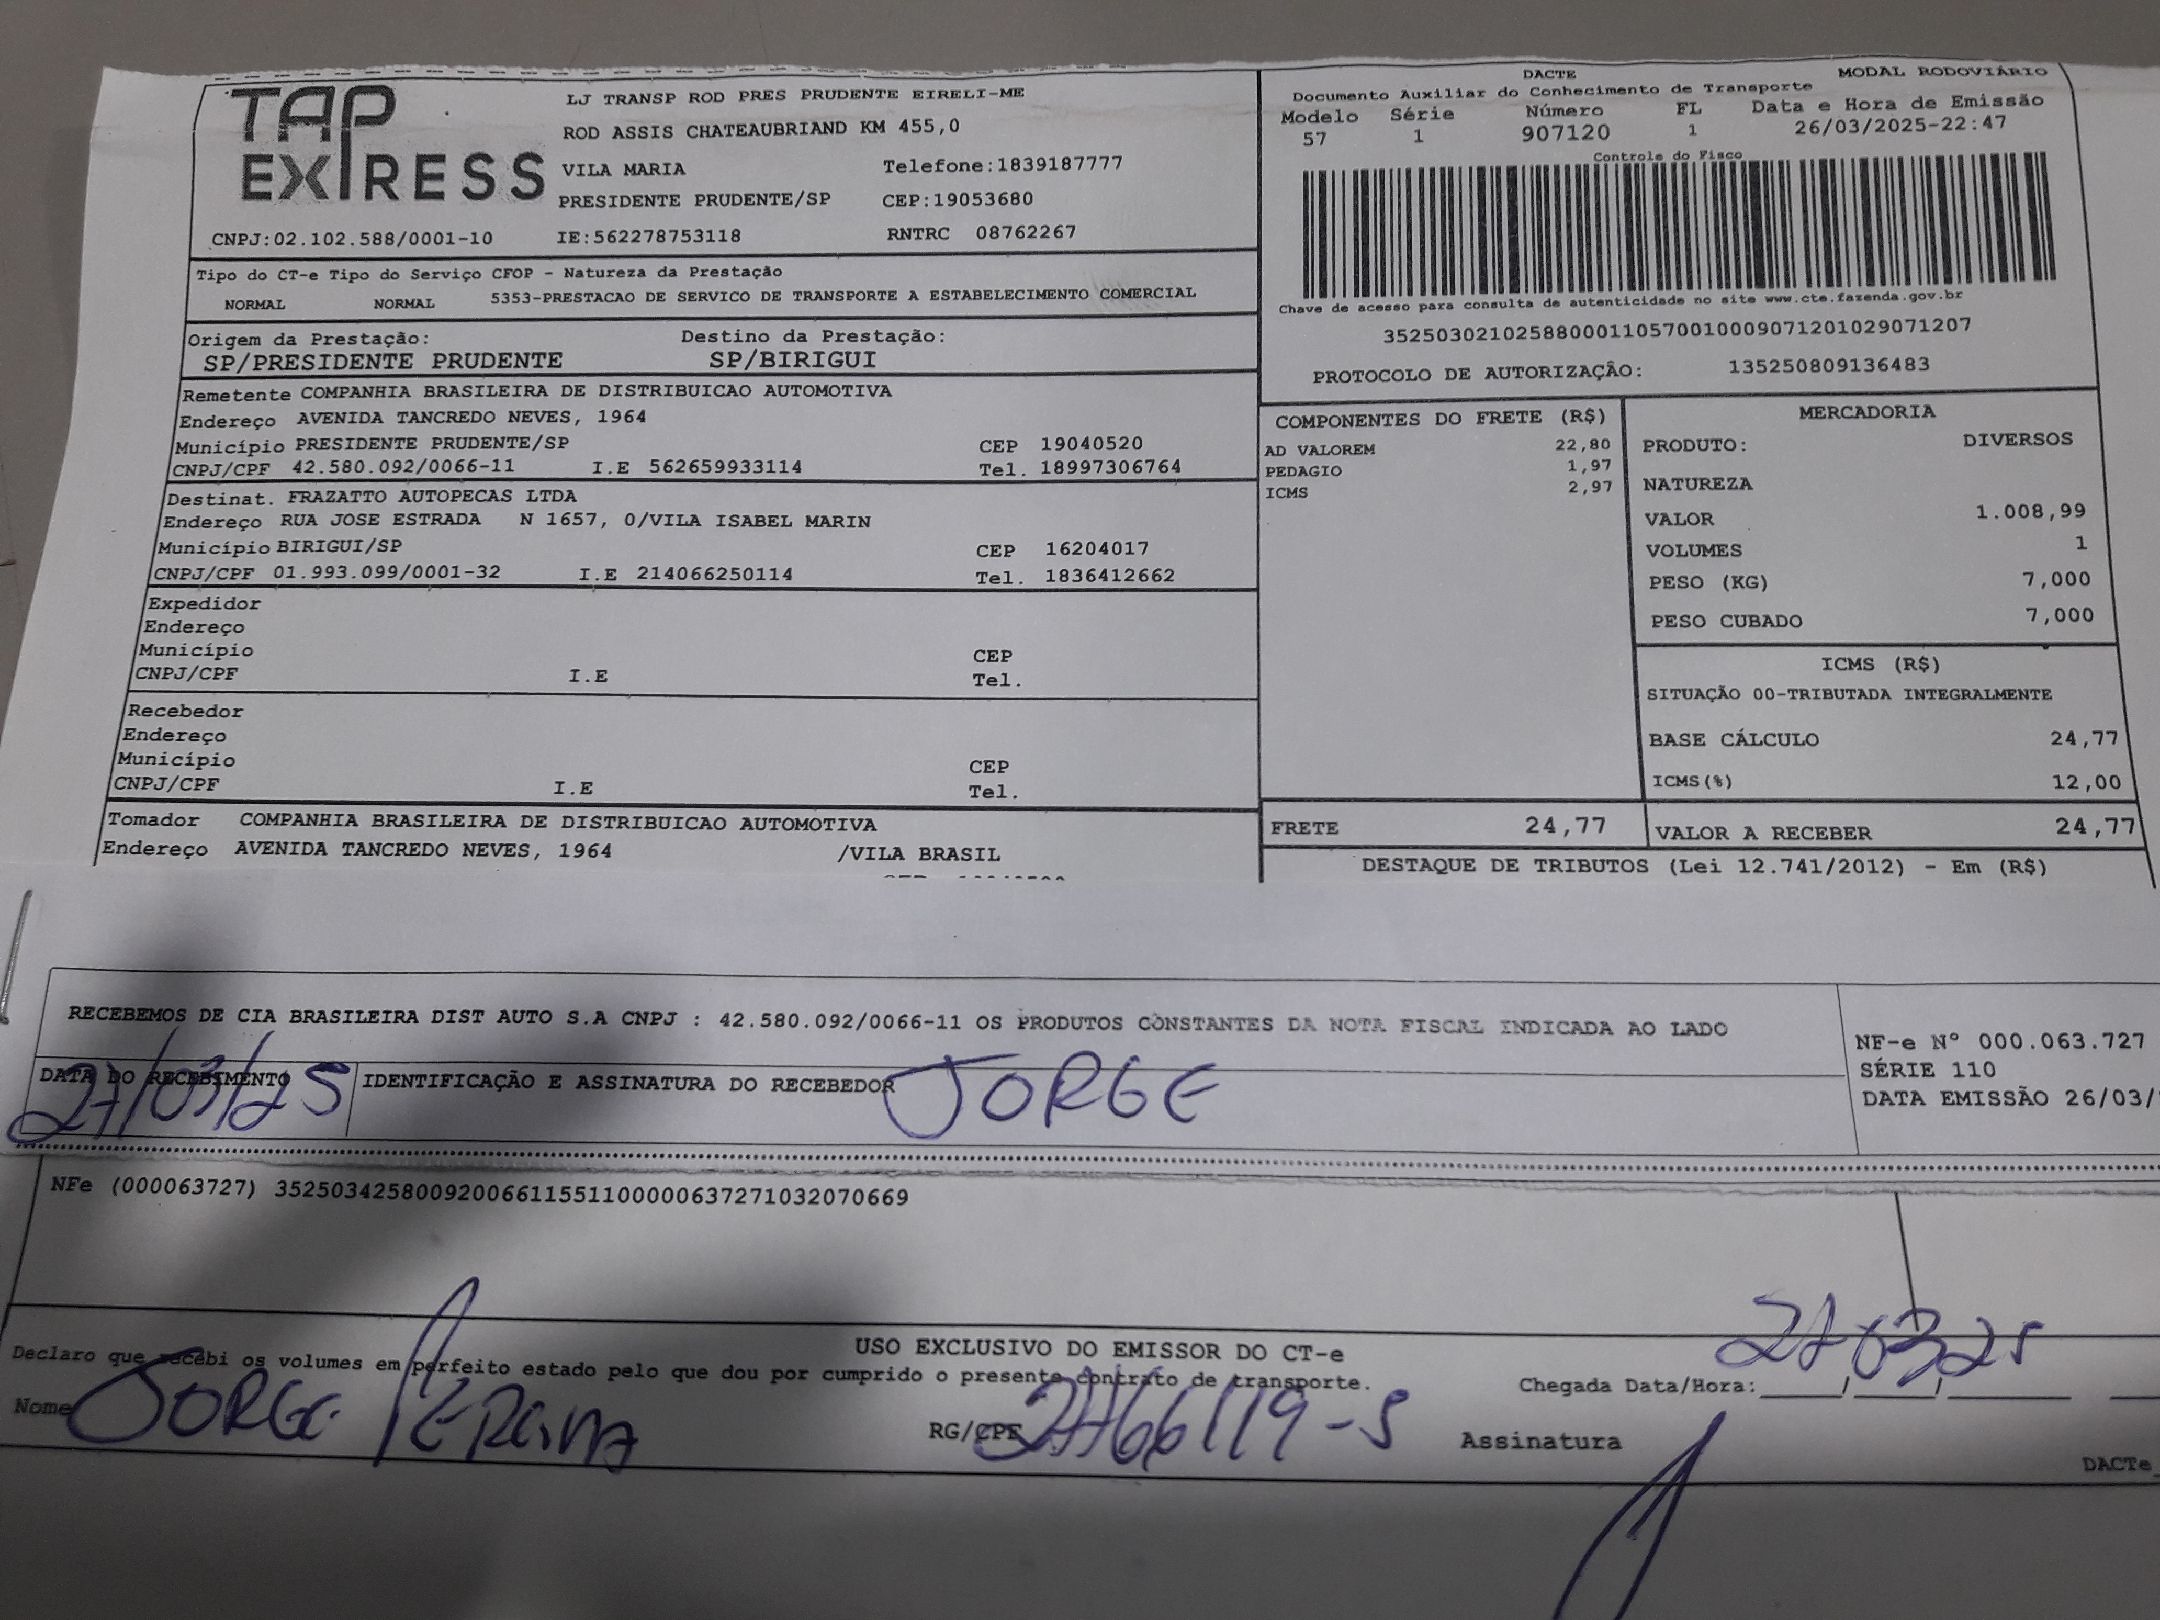 TAP
EXPRESS
LJ TRANSP ROD PRES PRUDENTE EIRELI-ME
ROD ASSIS CHATEAUBRIAND KM 455,0
VILA MARIA Telefone:1839187777
PRESIDENTE PRUDENTE/SP CEP:19053680
CNPJ:02.102.588/0001-10 IE:562278753118 RNTRC 08762267
DACTE MODAL RODOVIÁRIO
Documento Auxiliar do Conhecimento de Transporte
Modelo Série Número FL Data e Hora de Emissão
57 1 907120 1 26/03/2025-22:47
Controle do Fisco
Chave de acesso para consulta de autenticidade no site www.cte.fazenda.gov.br
35250302102588000110570010009071201029071207
PROTOCOLO DE AUTORIZAÇÃO: 135250809136483
Tipo do CT-e Tipo do Serviço CFOP - Natureza da Prestação
NORMAL NORMAL 5353-PRESTACAO DE SERVICO DE TRANSPORTE A ESTABELECIMENTO COMERCIAL
Origem da Prestação: Destino da Prestação:
SP/PRESIDENTE PRUDENTE SP/BIRIGUI
Remetente COMPANHIA BRASILEIRA DE DISTRIBUICAO AUTOMOTIVA
Endereço AVENIDA TANCREDO NEVES, 1964
Município PRESIDENTE PRUDENTE/SP CEP 19040520
CNPJ/CPF 42.580.092/0066-11 I.E 562659933114 Tel. 18997306764
Destinat. FRAZATTO AUTOPECAS LTDA
Endereço RUA JOSE ESTRADA N 1657, 0/VILA ISABEL MARIN
Município BIRIGUI/SP CEP 16204017
CNPJ/CPF 01.993.099/0001-32 I.E 214066250114 Tel. 1836412662
Expedidor
Endereço
Município CEP
CNPJ/CPF I.E Tel.
Recebedor
Endereço
Município CEP
CNPJ/CPF I.E Tel.
Tomador COMPANHIA BRASILEIRA DE DISTRIBUICAO AUTOMOTIVA
Endereço AVENIDA TANCREDO NEVES, 1964 /VILA BRASIL
COMPONENTES DO FRETE (R$)
AD VALOREM 22,80
PEDAGIO 1,97
ICMS 2,97
MERCADORIA
PRODUTO: DIVERSOS
NATUREZA
VALOR 1.008,99
VOLUMES 1
PESO (KG) 7,000
PESO CUBADO 7,000
ICMS (R$)
SITUAÇÃO 00-TRIBUTADA INTEGRALMENTE
BASE CÁLCULO 24,77
ICMS(%) 12,00
FRETE 24,77 VALOR A RECEBER 24,77
DESTAQUE DE TRIBUTOS (Lei 12.741/2012) - Em (R$)
RECEBEMOS DE CIA BRASILEIRA DIST AUTO S.A CNPJ : 42.580.092/0066-11 OS PRODUTOS CONSTANTES DA NOTA FISCAL INDICADA AO LADO
DATA DO RECEBIMENTO IDENTIFICAÇÃO E ASSINATURA DO RECEBEDOR JORGE
27/03/25
NF-e Nº 000.063.727
SÉRIE 110
DATA EMISSÃO 26/03/
NFe (000063727) 35250342580092006611551100000637271032070669
USO EXCLUSIVO DO EMISSOR DO CT-e
Declaro que recebi os volumes em perfeito estado pelo que dou por cumprido o presente contrato de transporte.
Chegada Data/Hora: 27 03 25
Nome JORGE RG/CPF 2766119-5 Assinatura
DACTe